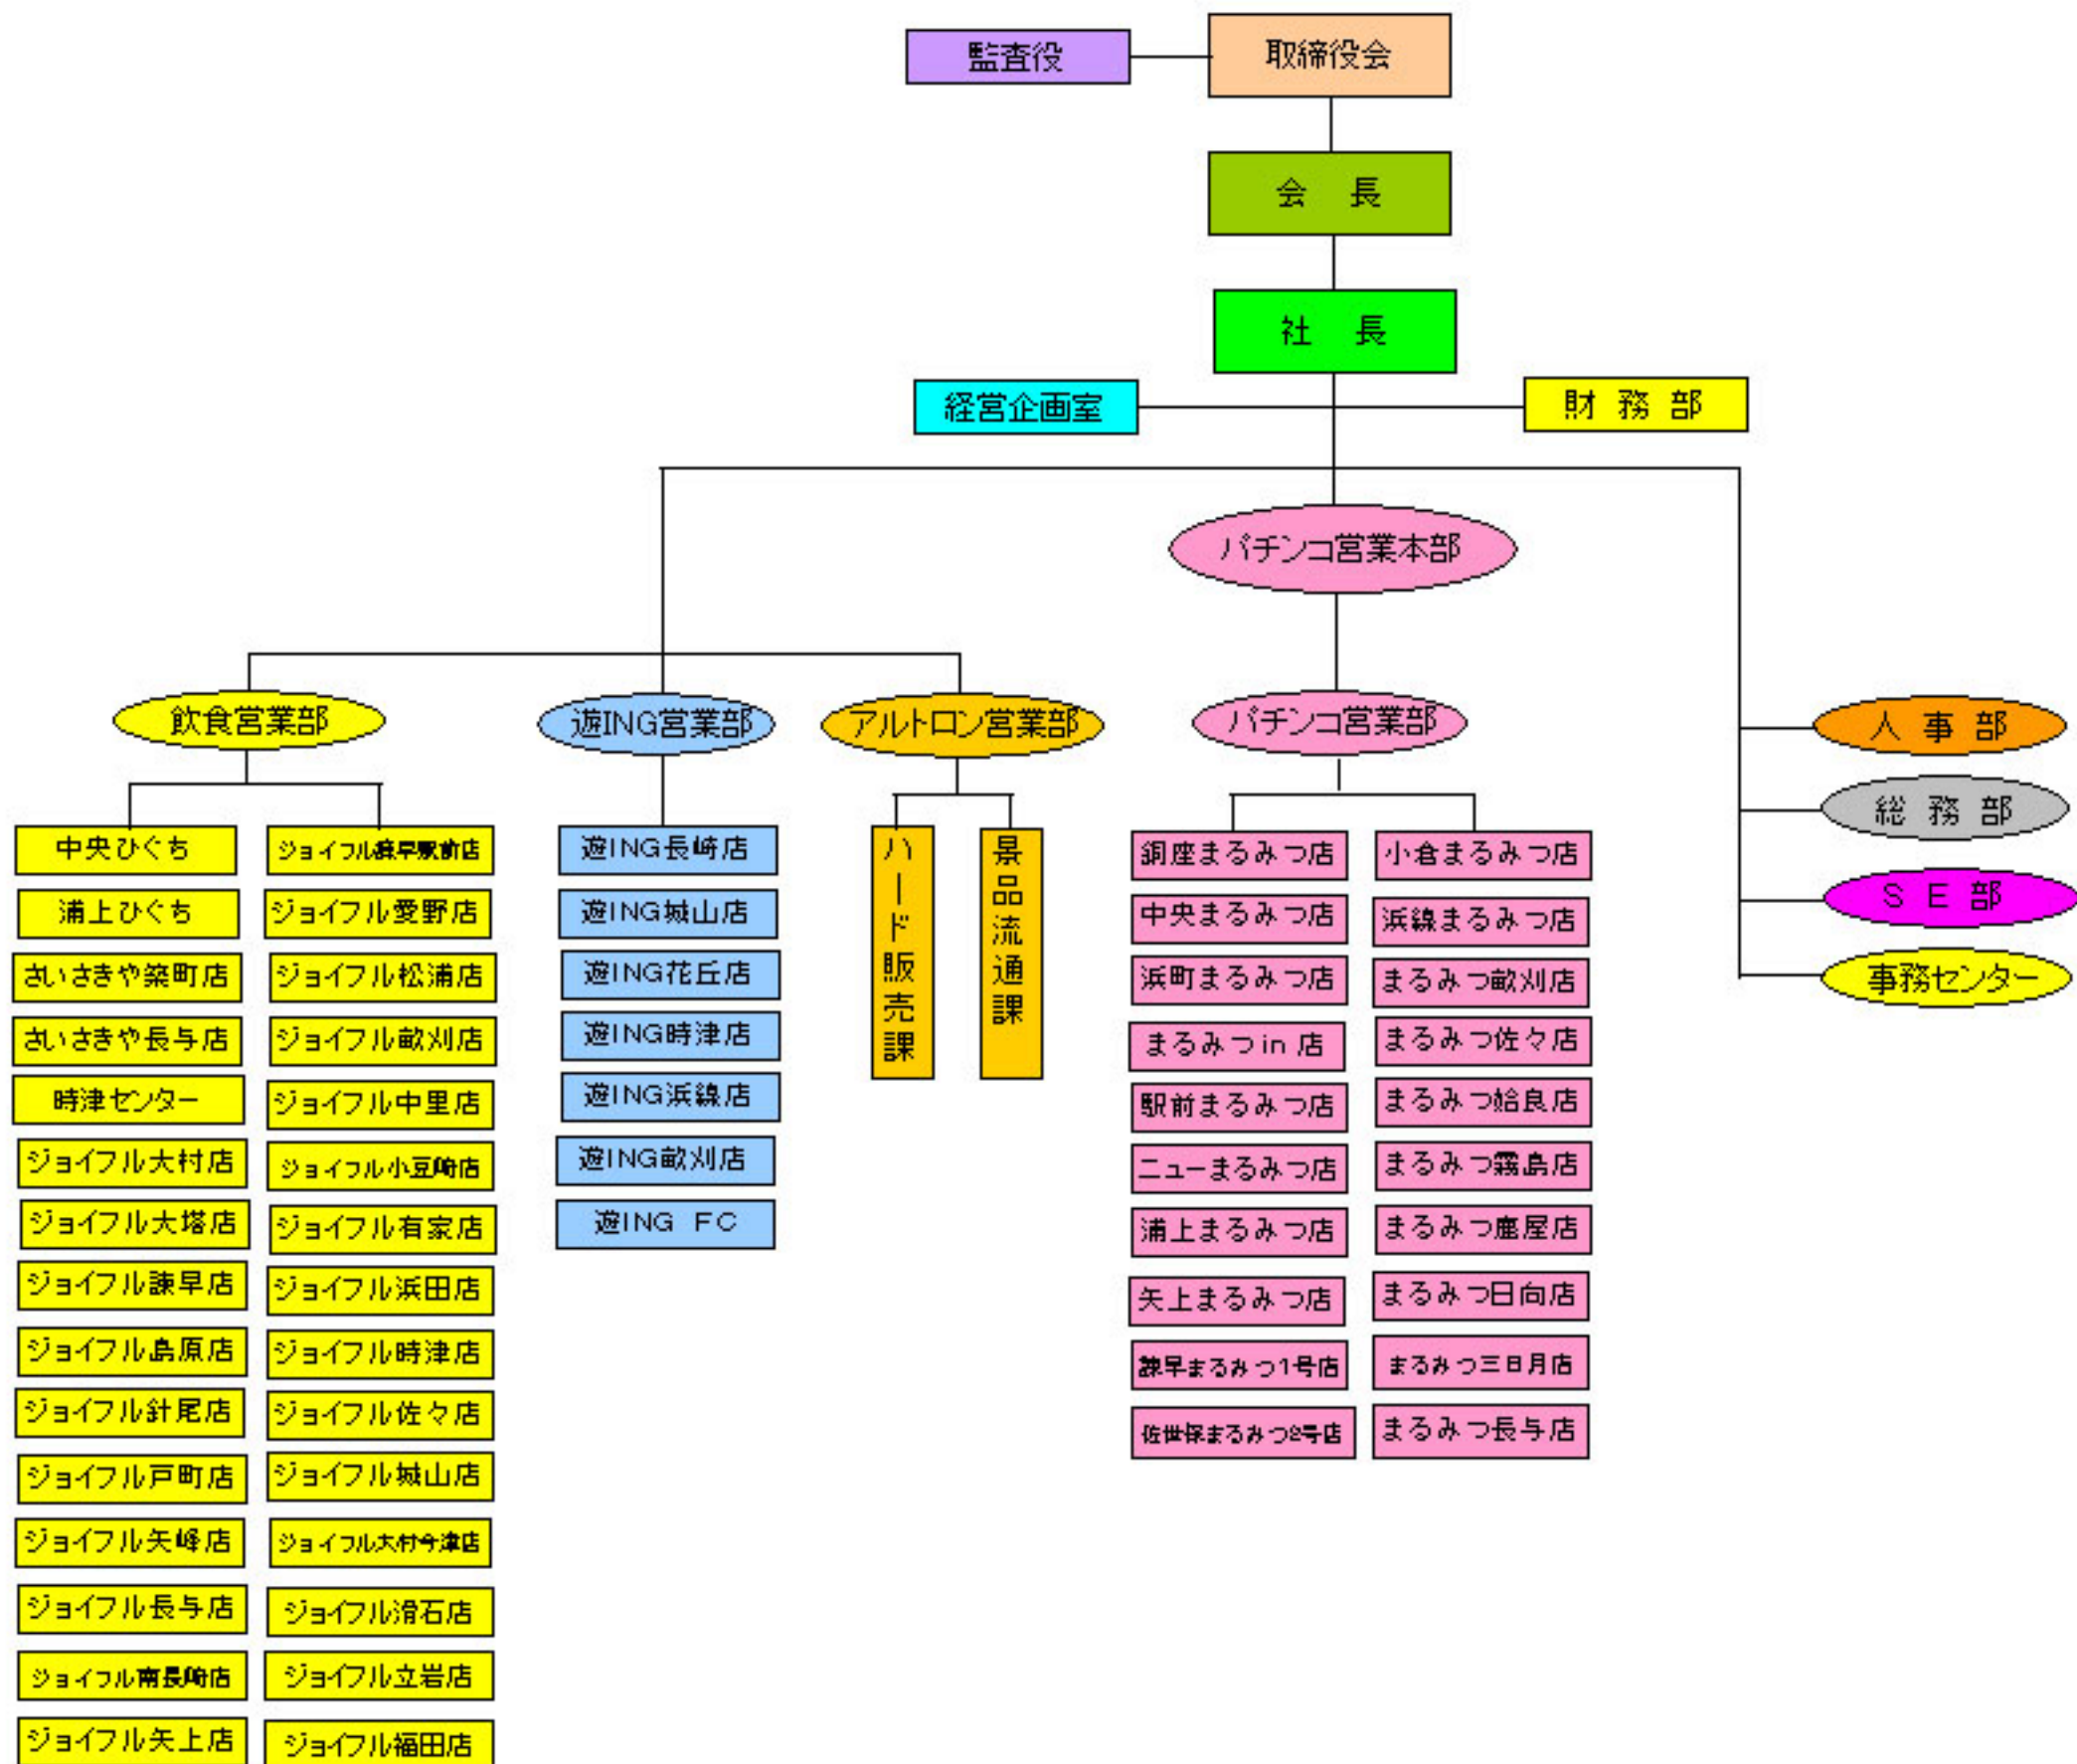 監査役
取締役会
会 長
社 長
経営企画室
財 務 部
パチンコ営業本部
飲食営業部
遊ING営業部
アルトロン営業部
パチンコ営業部
人 事 部
総 務 部
S E 部
事務センター
中央ひぐち
浦上ひぐち
さいさきや築町店
さいさきや長与店
時津センター
ジョイフル大村店
ジョイフル大塔店
ジョイフル諫早店
ジョイフル島原店
ジョイフル針尾店
ジョイフル戸町店
ジョイフル矢峰店
ジョイフル長与店
ジョイフル南長崎店
ジョイフル矢上店
ジョイフル諫早駅前店
ジョイフル愛野店
ジョイフル松浦店
ジョイフル畝刈店
ジョイフル中里店
ジョイフル小豆崎店
ジョイフル有家店
ジョイフル浜田店
ジョイフル時津店
ジョイフル佐々店
ジョイフル城山店
ジョイフル大村今津店
ジョイフル滑石店
ジョイフル立岩店
ジョイフル福田店
遊ING長崎店
遊ING城山店
遊ING花丘店
遊ING時津店
遊ING浜線店
遊ING畝刈店
遊ING FC
ハード販売課
景品流通課
銅座まるみつ店
中央まるみつ店
浜町まるみつ店
まるみつin店
駅前まるみつ店
ニューまるみつ店
浦上まるみつ店
矢上まるみつ店
諫早まるみつ1号店
佐世保まるみつ2号店
小倉まるみつ店
浜線まるみつ店
まるみつ畝刈店
まるみつ佐々店
まるみつ姶良店
まるみつ霧島店
まるみつ鹿屋店
まるみつ日向店
まるみつ三日月店
まるみつ長与店